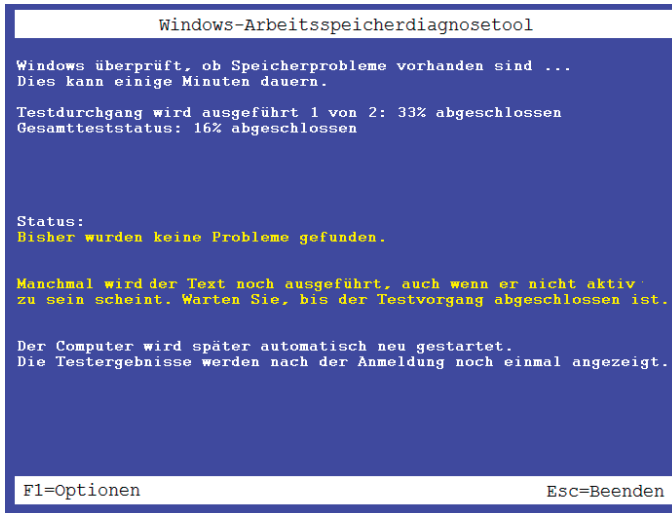 Windows-Arbeitsspeicherdiagnosetool
Windows überprüft, ob Speicherprobleme vorhanden sind ...
Dies kann einige Minuten dauern.
Testdurchgang wird ausgeführt 1 von 2: 33% abgeschlossen
Gesamtteststatus: 16% abgeschlossen
Status:
Bisher wurden keine Probleme gefunden.
Manchmal wird der Text noch ausgeführt, auch wenn er nicht aktiv
zu sein scheint. Warten Sie, bis der Testvorgang abgeschlossen ist.
Der Computer wird später automatisch neu gestartet.
Die Testergebnisse werden nach der Anmeldung noch einmal angezeigt.
F1=Optionen Esc=Beenden